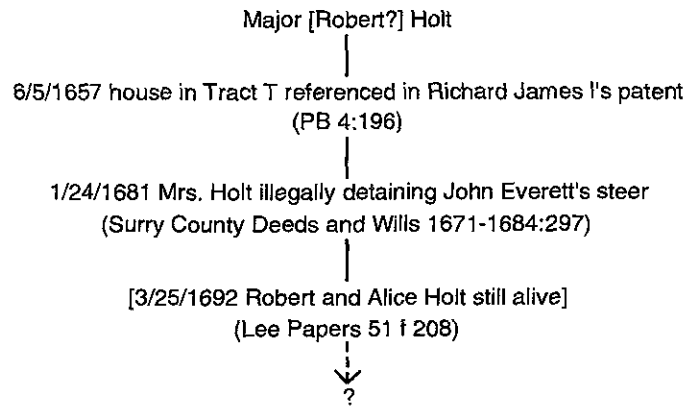 Major [Robert?] Holt
6/5/1657 house in Tract T referenced in Richard James I's patent
(PB 4:196)
1/24/1681 Mrs. Holt illegally detaining John Everett's steer
(Surry County Deeds and Wills 1671-1684:297)
[3/25/1692 Robert and Alice Holt still alive]
(Lee Papers 51 f 208)
?